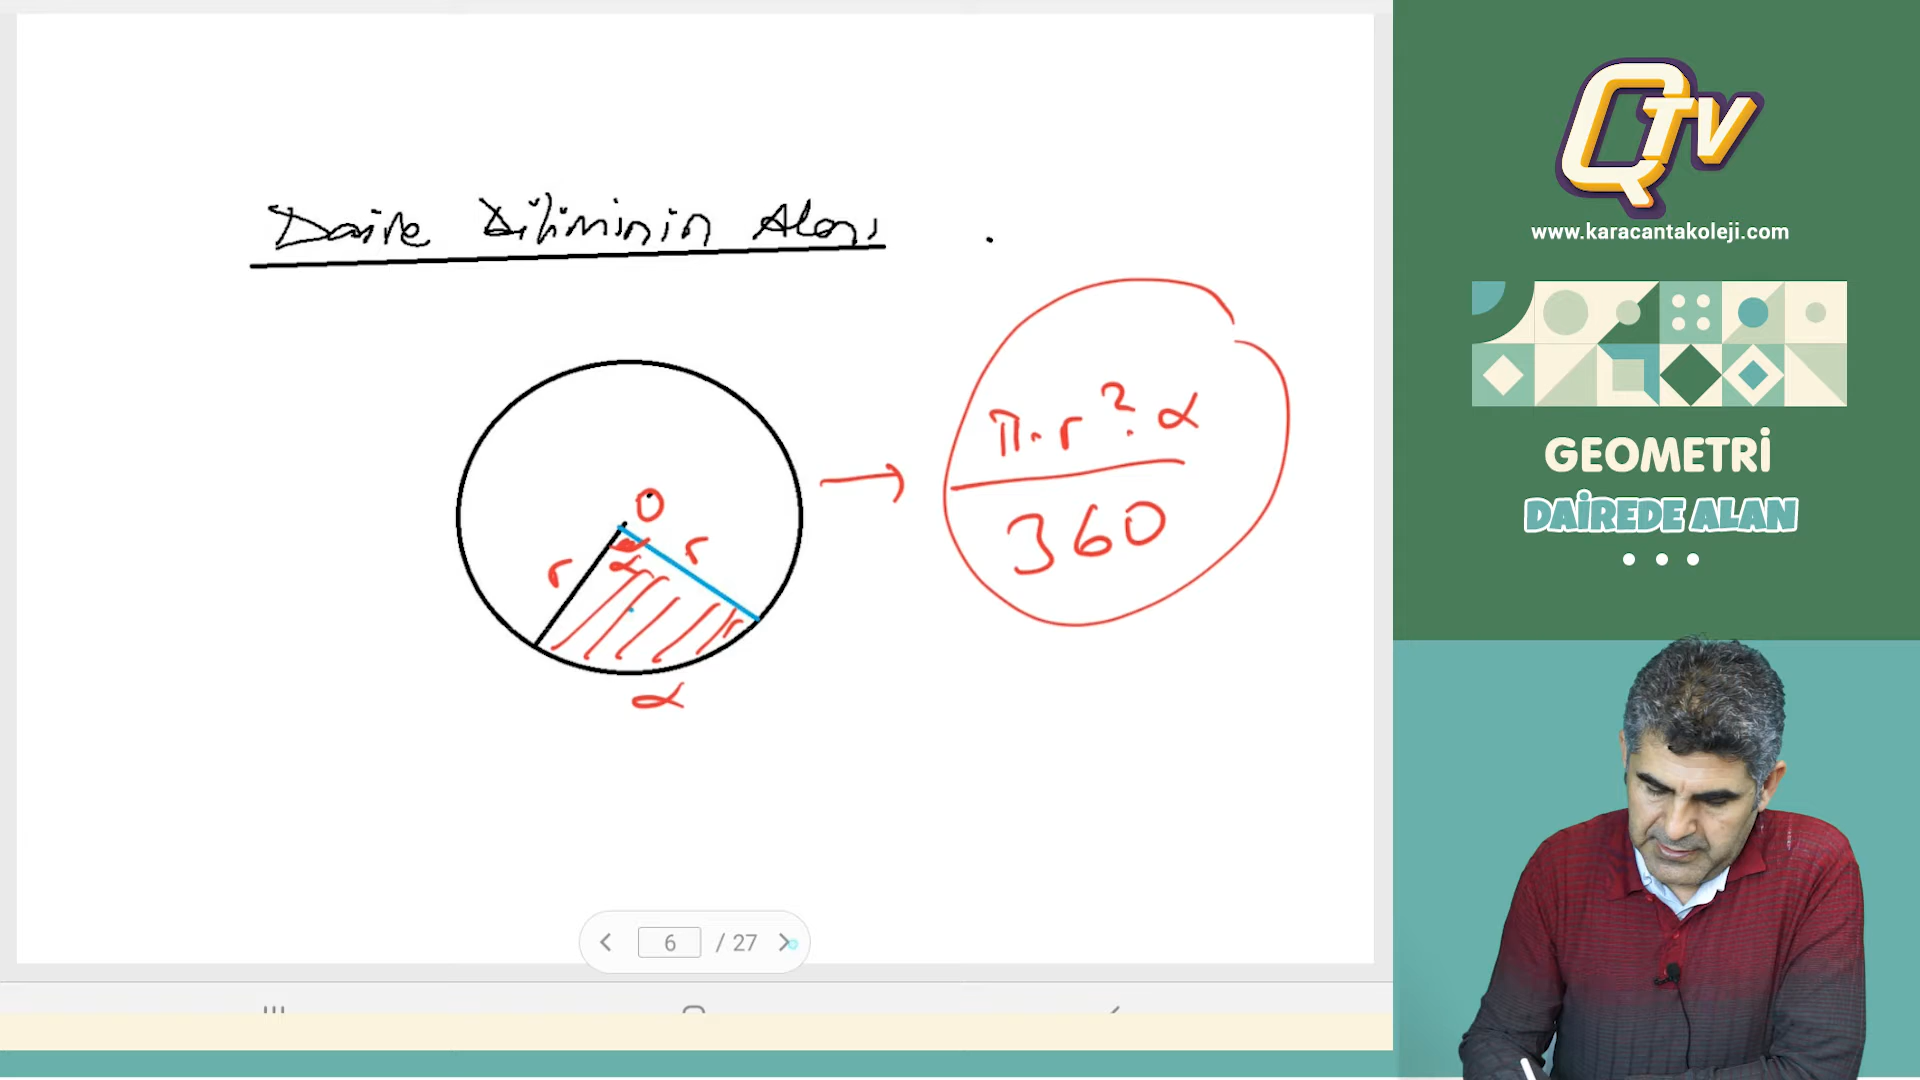 Daire Diliminin Alanı
O
r
r
α
α
π.r².α
360
6 / 27
QTV
www.karacantakoleji.com
GEOMETRİ
DAİREDE ALAN